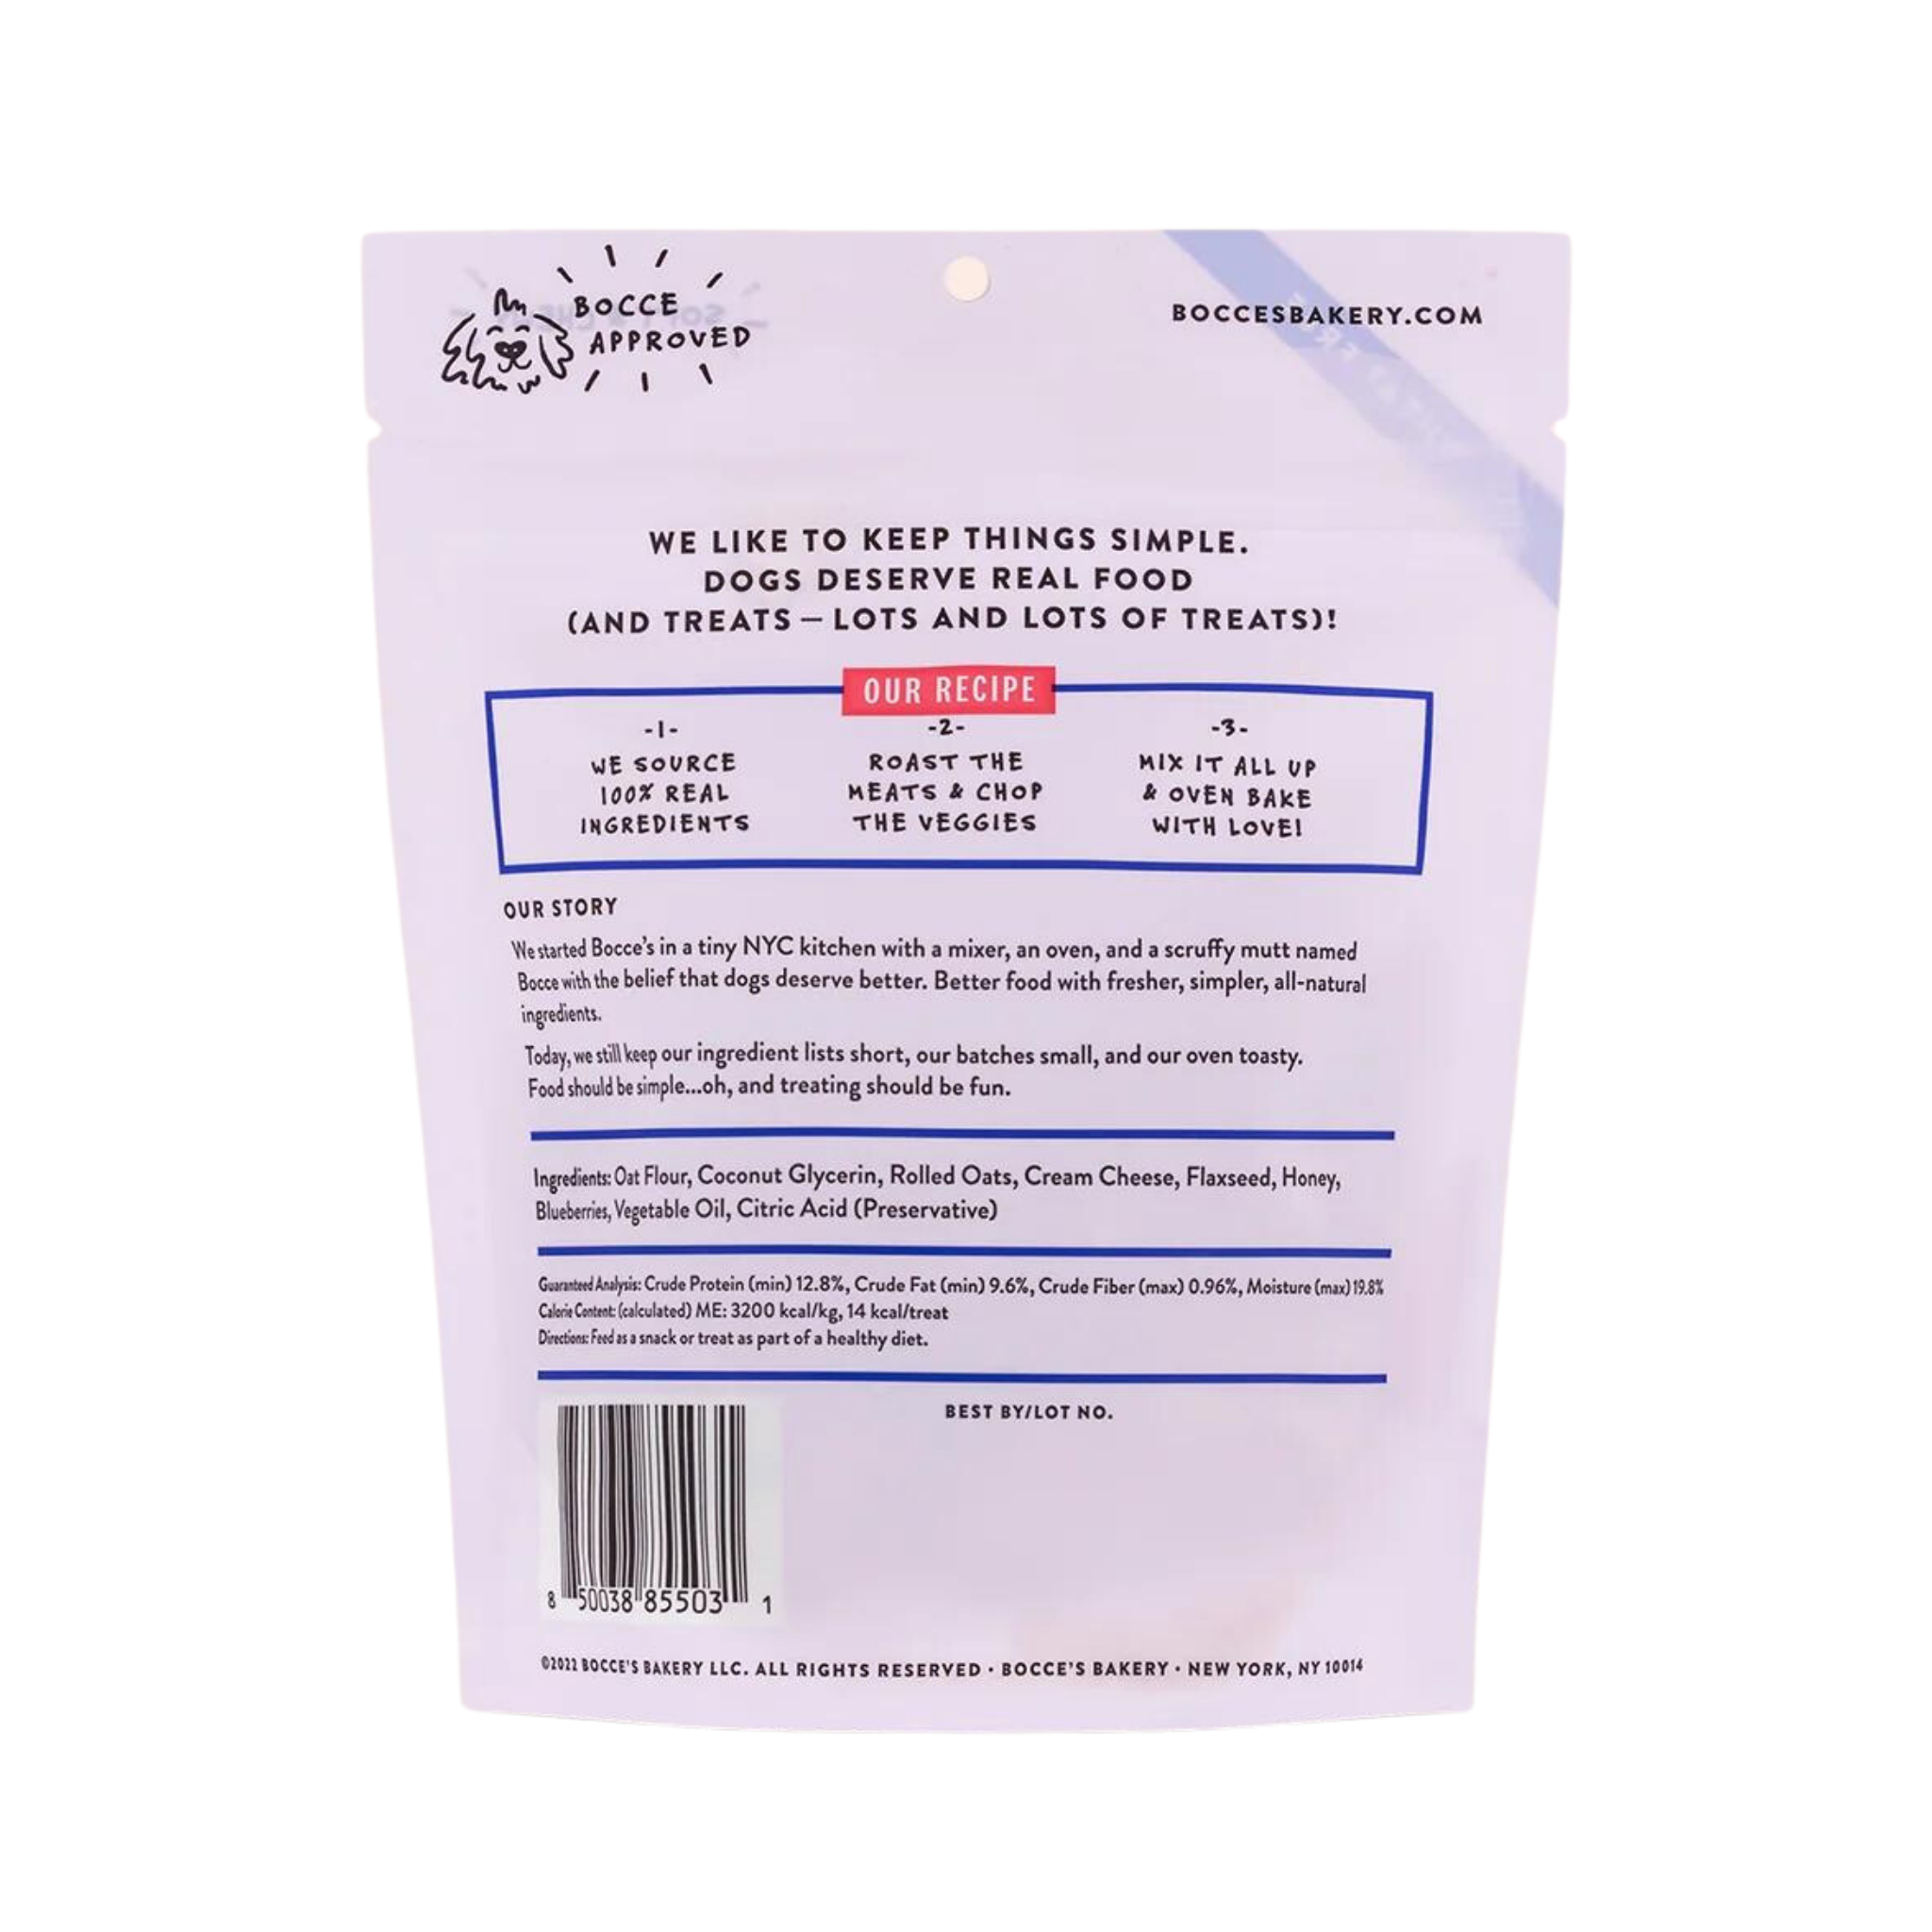 BOCCE
APPROVED
BOCCESBAKERY.COM
WE LIKE TO KEEP THINGS SIMPLE.
DOGS DESERVE REAL FOOD
(AND TREATS — LOTS AND LOTS OF TREATS)!
OUR RECIPE
-1-
WE SOURCE
100% REAL
INGREDIENTS
-2-
ROAST THE
MEATS & CHOP
THE VEGGIES
-3-
MIX IT ALL UP
& OVEN BAKE
WITH LOVE!
OUR STORY
We started Bocce's in a tiny NYC kitchen with a mixer, an oven, and a scruffy mutt named
Bocce with the belief that dogs deserve better. Better food with fresher, simpler, all-natural
ingredients.
Today, we still keep our ingredient lists short, our batches small, and our oven toasty.
Food should be simple...oh, and treating should be fun.
Ingredients: Oat Flour, Coconut Glycerin, Rolled Oats, Cream Cheese, Flaxseed, Honey,
Blueberries, Vegetable Oil, Citric Acid (Preservative)
Guaranteed Analysis: Crude Protein (min) 12.8%, Crude Fat (min) 9.6%, Crude Fiber (max) 0.96%, Moisture (max) 19.8%
Calorie Content: (calculated) ME: 3200 kcal/kg, 14 kcal/treat
Directions: Feed as a snack or treat as part of a healthy diet.
BEST BY/LOT NO.
8 50038 85503 1
©2022 BOCCE'S BAKERY LLC. ALL RIGHTS RESERVED • BOCCE'S BAKERY • NEW YORK, NY 10014